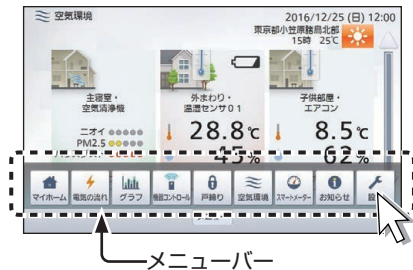 空気環境
2016/12/25 (日) 12:00
東京都小笠原諸島北部
15時 25℃
主寝室・
空気清浄機
外まわり・
温湿センサ01
子供部屋・
エアコン
ニオイ
PM2.5
28.8℃
45%
8.5℃
62%
マイホーム
電気の流れ
グラフ
機器コントロール
戸締り
空気環境
スマートメーター
お知らせ
設
メニューバー